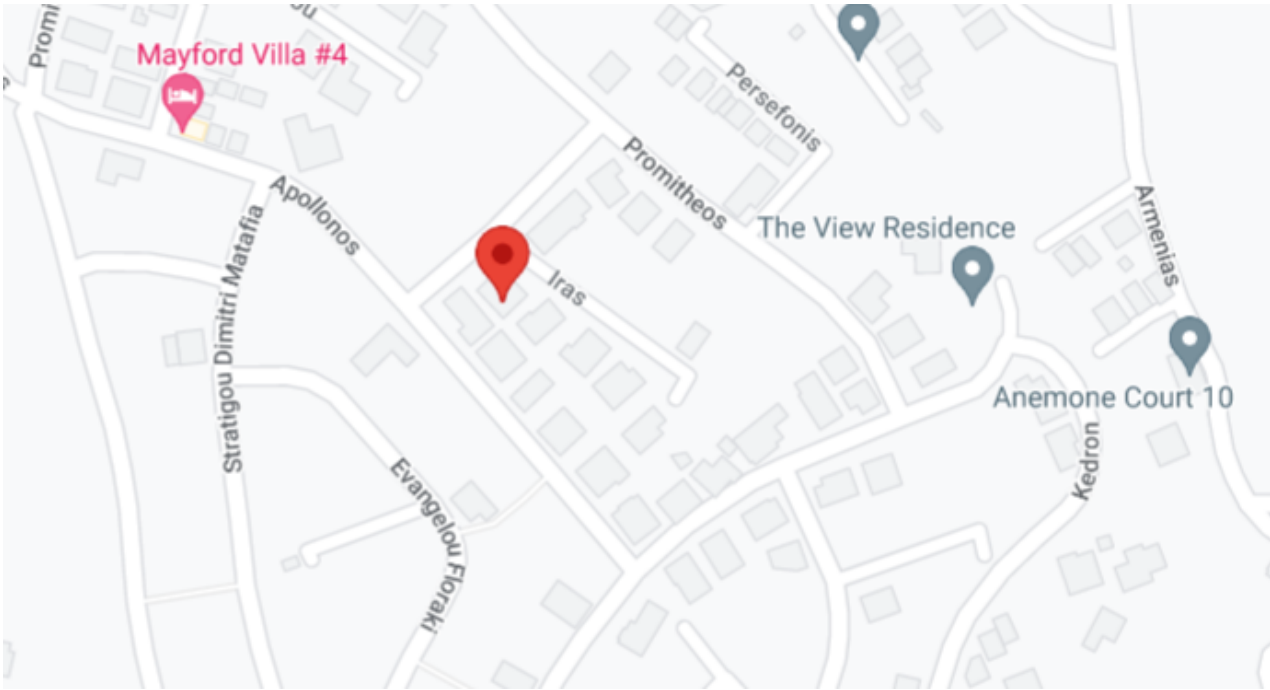 Promi
Mayford Villa #4
Persefonis
Promitheos
Apollonos
The View Residence
Armenias
Stratigou Dimitri Matafia
Iras
Anemone Court 10
Kedron
Evangelou Floraki